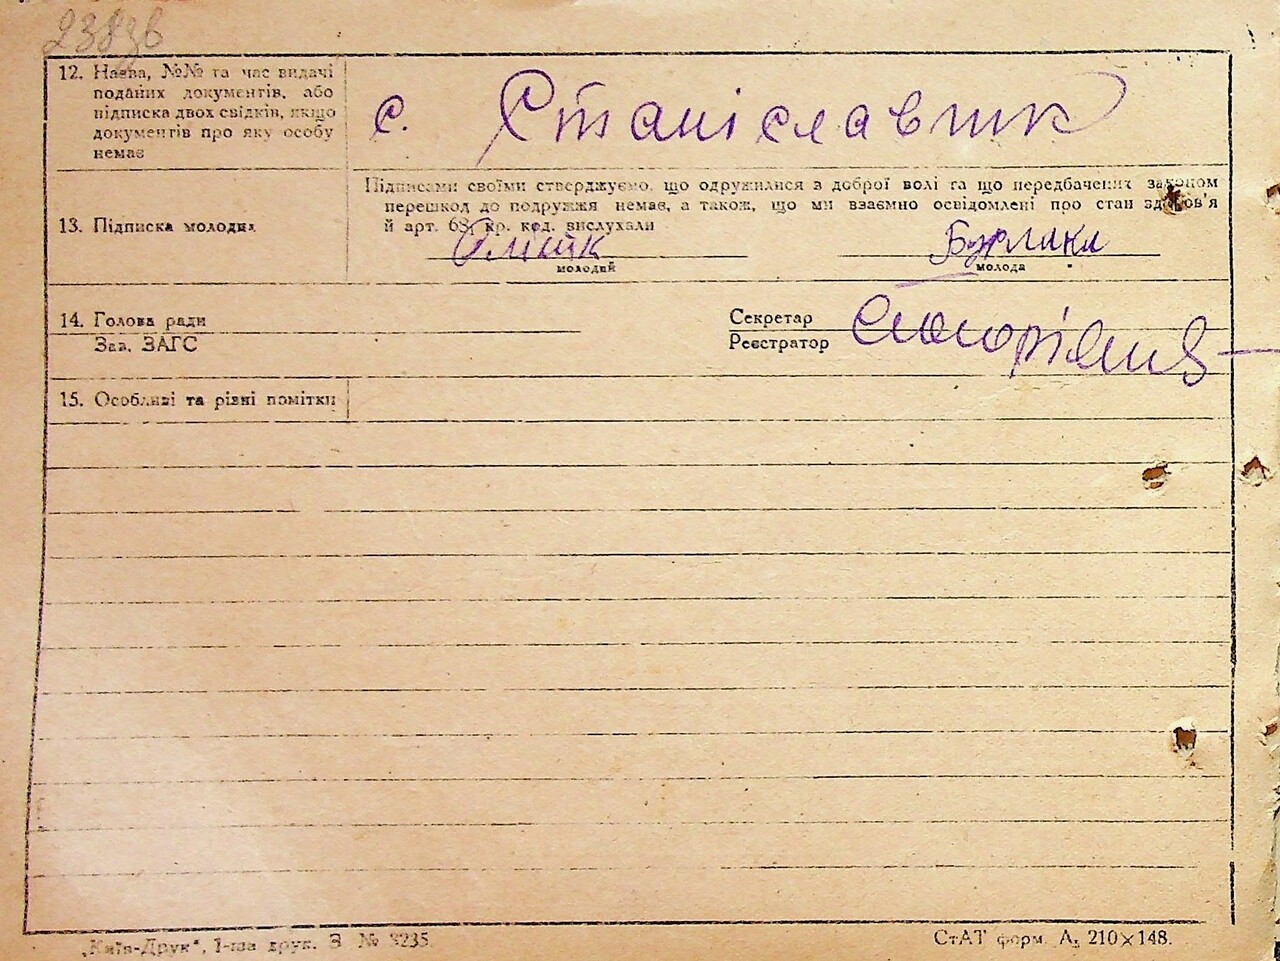 238зв
12. Назва, №№ та час видачі
поданих документів, або
підписка двох свідків, якщо
документів про яку особу
немає
с. Станіславчик
13. Підписка молодих
Підписами своїми стверджуємо, що одружилися з доброї волі та що передбачених законом
перешкод до подружжя немає, а також, що ми взаємно освідомлені про стан здоров'я
й арт. 68, кр. код. вислухали
молодий
Бурлака
молода
14. Голова ради
Зав. ЗАГС
Секретар
Реєстратор
15. Особливі та різні помітки
„Київ-Друк", 1-ша друк. З. № 3235.
СтАТ форм. А₅ 210×148.